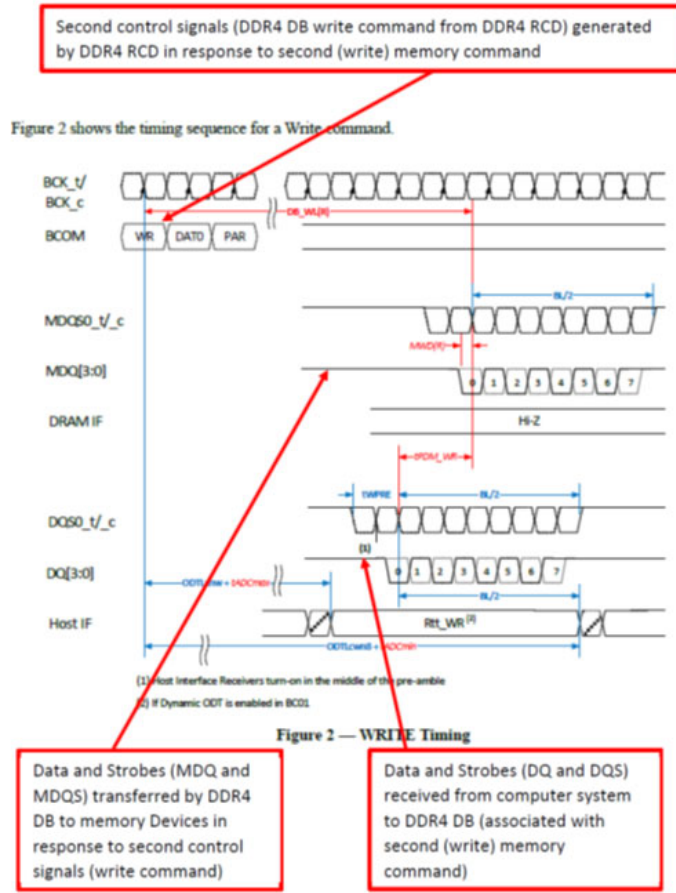 Second control signals (DDR4 DB write command from DDR4 RCD) generated
by DDR4 RCD in response to second (write) memory
command
Figure 2 shows the timing sequence for a Write command.
BCK_t/
BCK_c
DB_WL(R)
BCOM
WR DAT0 PAR
BL/2
MDQS0_t/_c
MWD(R)
MDQ[3:0]
0 1 2 3 4 5 6 7
DRAM IF
Hi-Z
tPDM_WR
tWPRE
BL/2
DQS0_t/_c
(1)
DQ[3:0]
0 1 2 3 4 5 6 7
BL/2
Host IF
Rtt_WR (2)
ODTLcwn8 + tADCmin
(1) Host Interface Receivers turn-on in the middle of the pre-amble
(2) If Dynamic ODT is enabled in BC01
Figure 2 — WRITE Timing
Data and Strobes (MDQ and
MDQS) transferred by DDR4
DB to memory Devices in
response to second control
signals (write command)
Data and Strobes (DQ and DQS)
received from computer system
to DDR4 DB (associated with
second (write) memory
command)